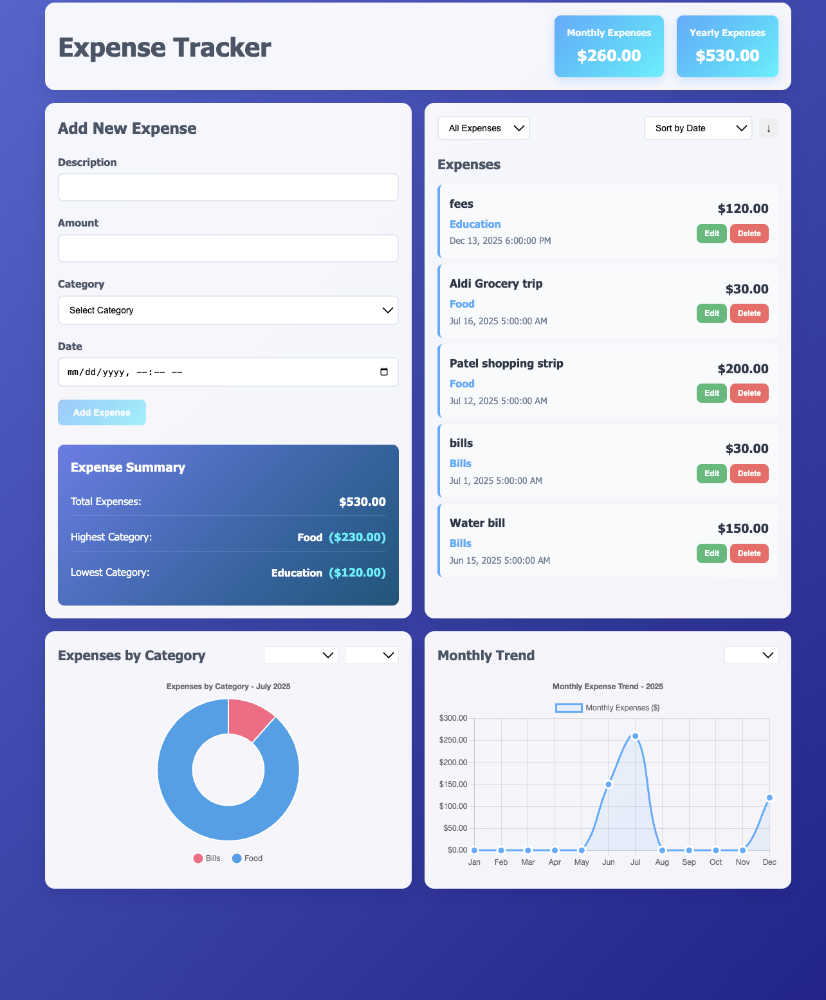 Expense Tracker
Monthly Expenses
$260.00
Yearly Expenses
$530.00
Add New Expense
Description
Amount
Category
Select Category
Date
mm/dd/yyyy, --:-- --
Add Expense
Expense Summary
Total Expenses: $530.00
Highest Category: Food ($230.00)
Lowest Category: Education ($120.00)
All Expenses
Sort by Date
↓
Expenses
fees
Education
Dec 13, 2025 6:00:00 PM
$120.00
Edit Delete
Aldi Grocery trip
Food
Jul 16, 2025 5:00:00 AM
$30.00
Edit Delete
Patel shopping strip
Food
Jul 12, 2025 5:00:00 AM
$200.00
Edit Delete
bills
Bills
Jul 1, 2025 5:00:00 AM
$30.00
Edit Delete
Water bill
Bills
Jun 15, 2025 5:00:00 AM
$150.00
Edit Delete
Expenses by Category
Expenses by Category - July 2025
Bills Food
Monthly Trend
Monthly Expense Trend - 2025
Monthly Expenses ($)
$300.00
$250.00
$200.00
$150.00
$100.00
$50.00
$0.00
Jan Feb Mar Apr May Jun Jul Aug Sep Oct Nov Dec